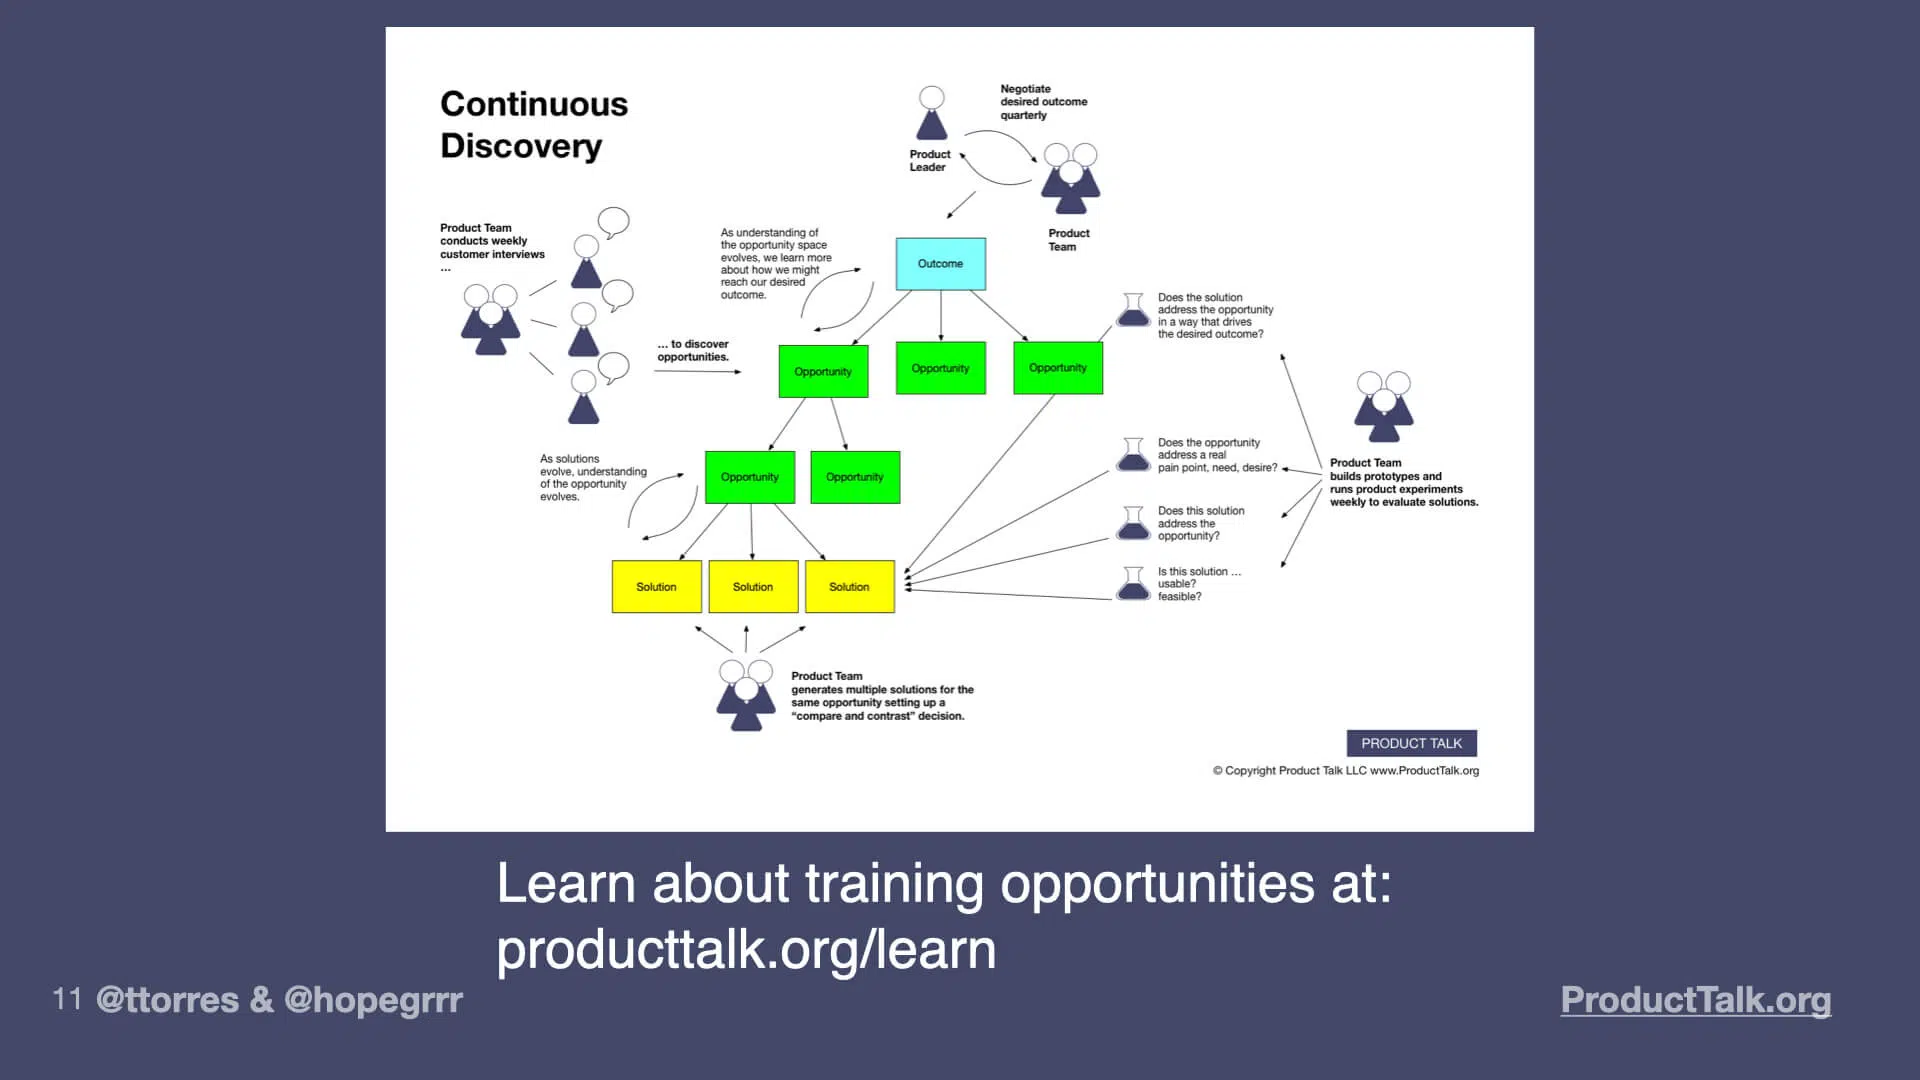 Continuous
Discovery
Negotiate
desired outcome
quarterly
Product
Leader
Product
Team
Product Team
conducts weekly
customer interviews
...
... to discover
opportunities.
As understanding of
the opportunity space
evolves, we learn more
about how we might
reach our desired
outcome.
Outcome
Opportunity
Opportunity
Opportunity
As solutions
evolve, understanding
of the opportunity
evolves.
Opportunity
Opportunity
Solution
Solution
Solution
Product Team
generates multiple solutions for the
same opportunity setting up a
“compare and contrast” decision.
Does the solution
address the opportunity
in a way that drives
the desired outcome?
Does the opportunity
address a real
pain point, need, desire?
Does this solution
address the
opportunity?
Is this solution ...
usable?
feasible?
Product Team
builds prototypes and
runs product experiments
weekly to evaluate solutions.
PRODUCT TALK
© Copyright Product Talk LLC www.ProductTalk.org
Learn about training opportunities at:
producttalk.org/learn
11 @ttorres & @hopegrrr
ProductTalk.org